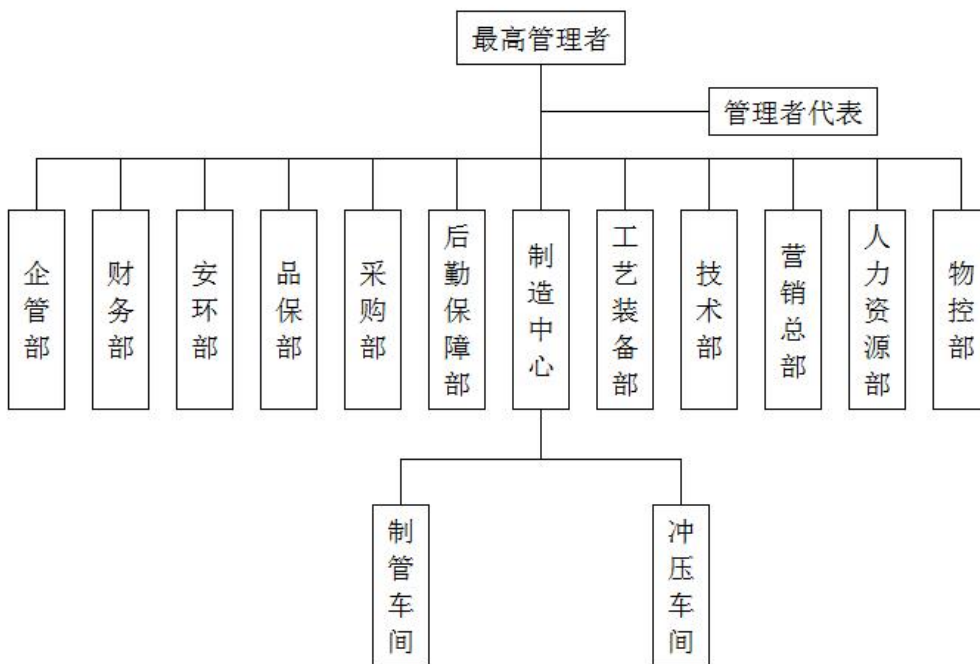 最高管理者
管理者代表
企管部
财务部
安环部
品保部
采购部
后勤保障部
制造中心
工艺装备部
技术部
营销总部
人力资源部
物控部
制管车间
冲压车间